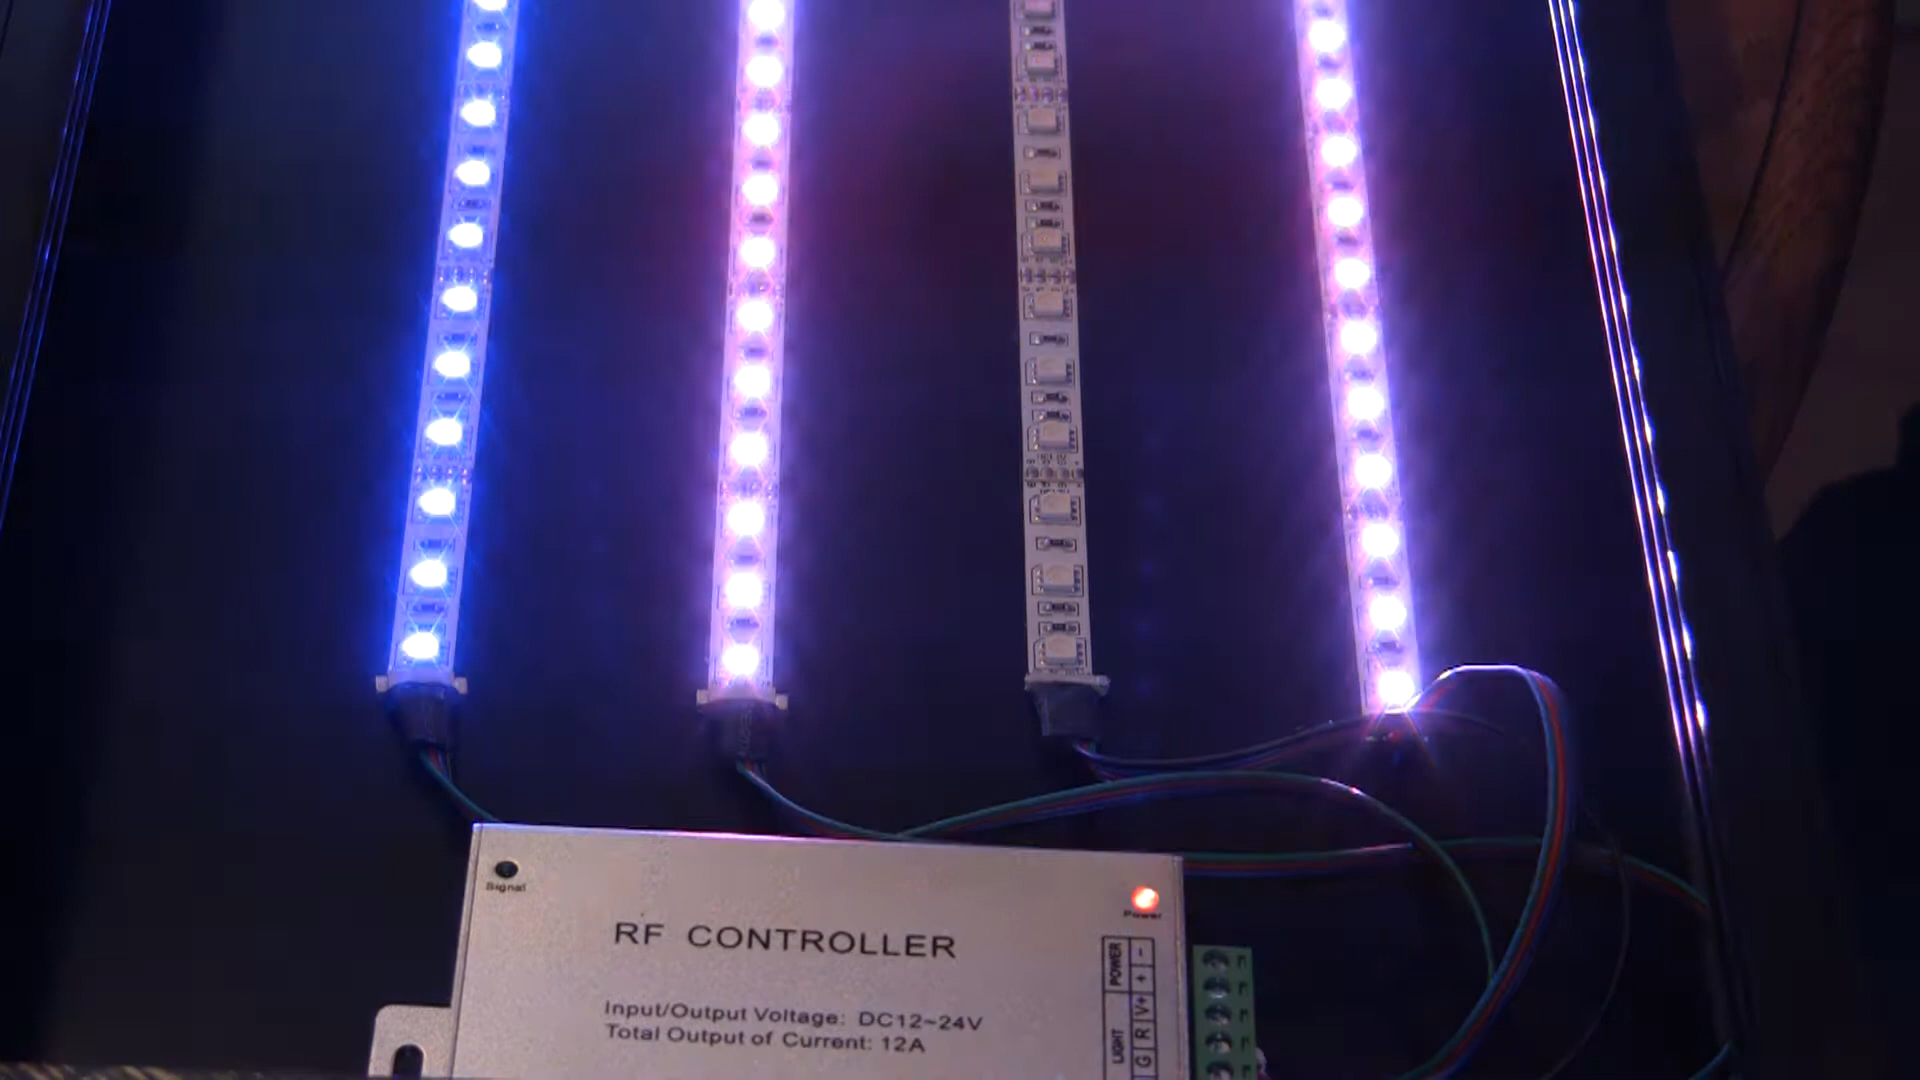 Signal
Power
RF CONTROLLER
Input/Output Voltage: DC12~24V
Total Output of Current: 12A
POWER
-
+
LIGHT
V+
R
G